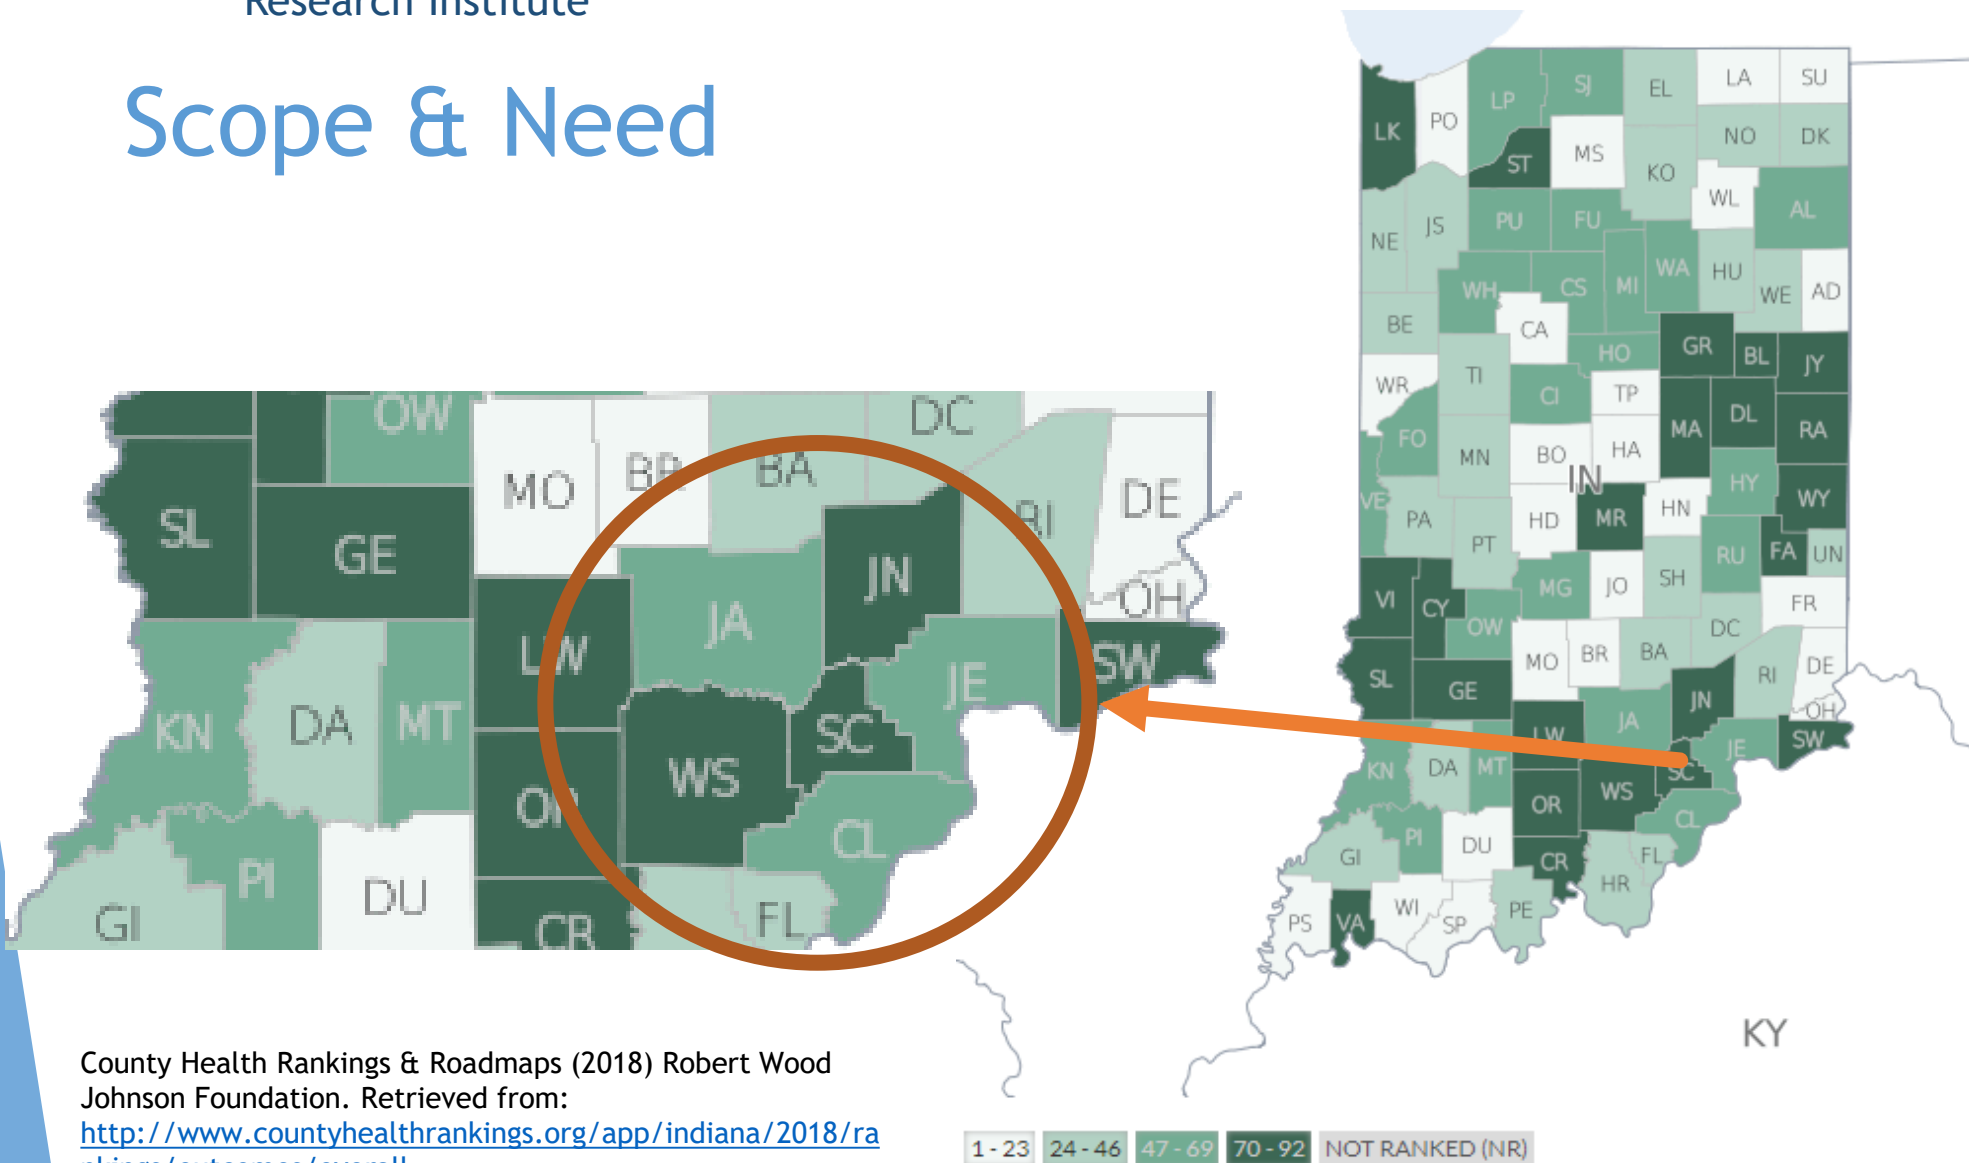 Research Institute
Scope & Need
LK PO LP SJ EL LA SU
ST MS KO NO DK
WL AL
NE JS PU FU
WH CS MI WA HU WE AD
BE CA
HO GR BL JY
WR TI CI TP
FO MN BO HA MA DL RA
IN
VE PA PT HD MR HN HY WY
RU FA UN
VI CY MG JO SH FR
OW MO BR BA DC
SL GE JN RI DE
JA OH
KN DA MT LW SC JE SW
OR WS
GI PI DU CR CL FL
HR
PS VA WI SP PE
KY
OW MO BR BA DC
SL GE JN RI DE
OH
KN DA MT LW JA JE SW
OR WS SC
GI PI DU CR CL FL
County Health Rankings & Roadmaps (2018) Robert Wood
Johnson Foundation. Retrieved from:
http://www.countyhealthrankings.org/app/indiana/2018/ra
nkings/outcomes/overall
1 - 23 24 - 46 47 - 69 70 - 92 NOT RANKED (NR)